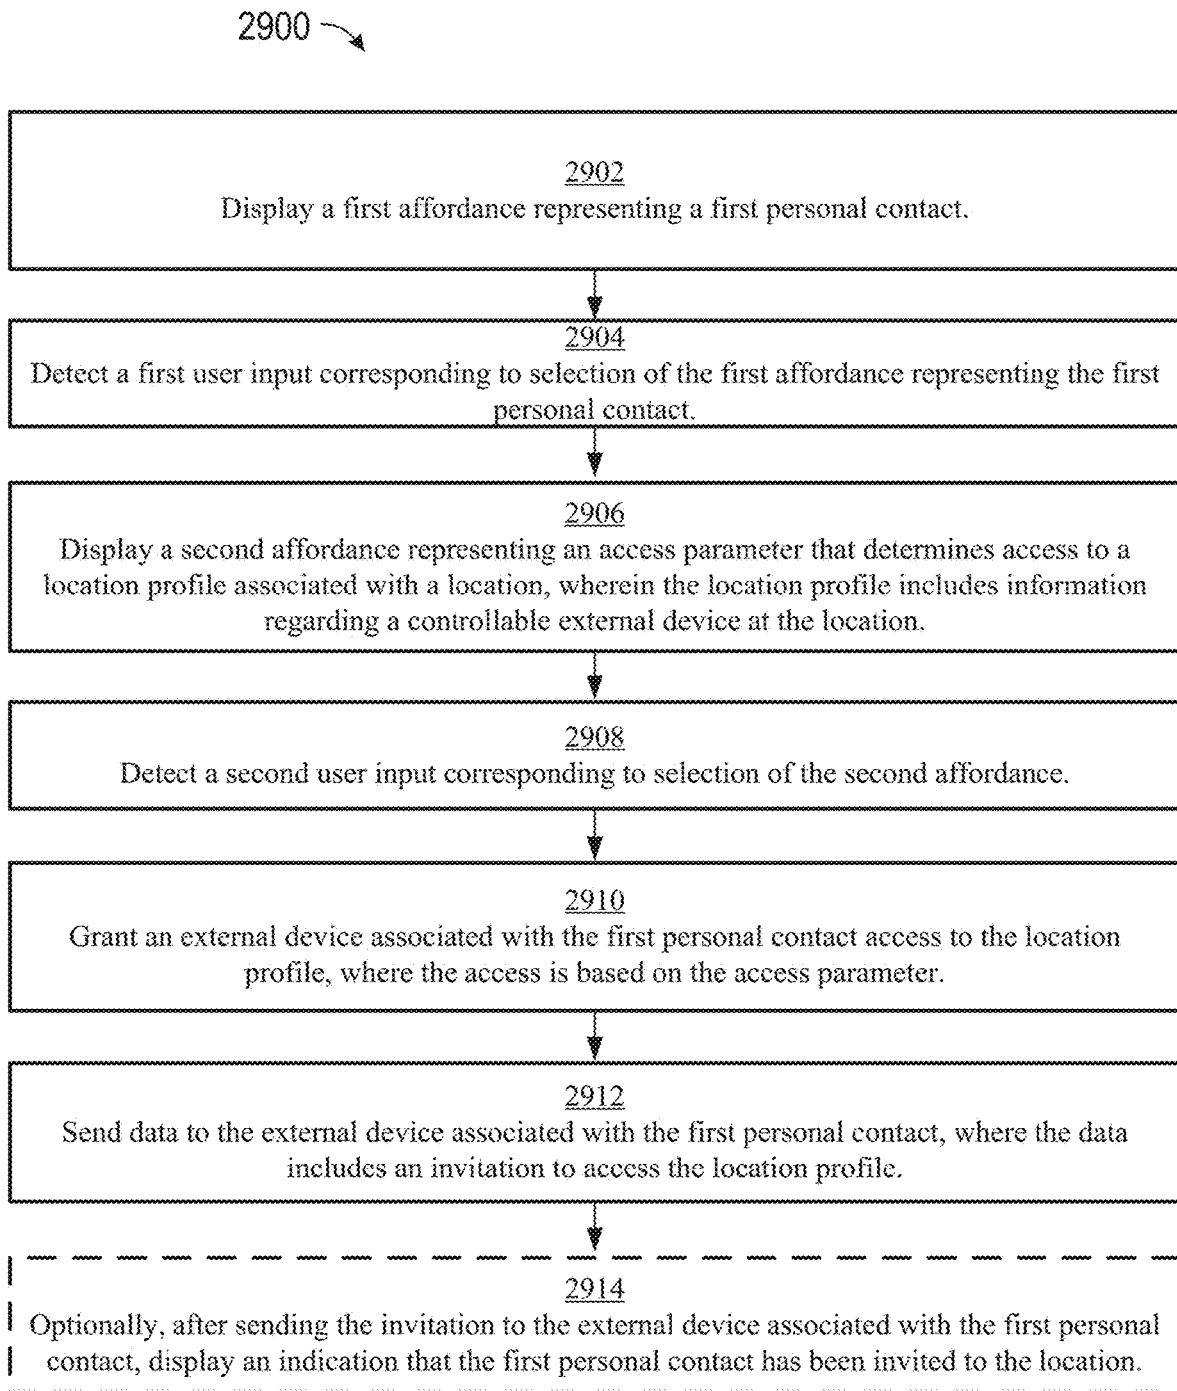 2900
2902
Display a first affordance representing a first personal contact.
2904
Detect a first user input corresponding to selection of the first affordance representing the first
personal contact.
2906
Display a second affordance representing an access parameter that determines access to a
location profile associated with a location, wherein the location profile includes information
regarding a controllable external device at the location.
2908
Detect a second user input corresponding to selection of the second affordance.
2910
Grant an external device associated with the first personal contact access to the location
profile, where the access is based on the access parameter.
2912
Send data to the external device associated with the first personal contact, where the data
includes an invitation to access the location profile.
2914
Optionally, after sending the invitation to the external device associated with the first personal
contact, display an indication that the first personal contact has been invited to the location.